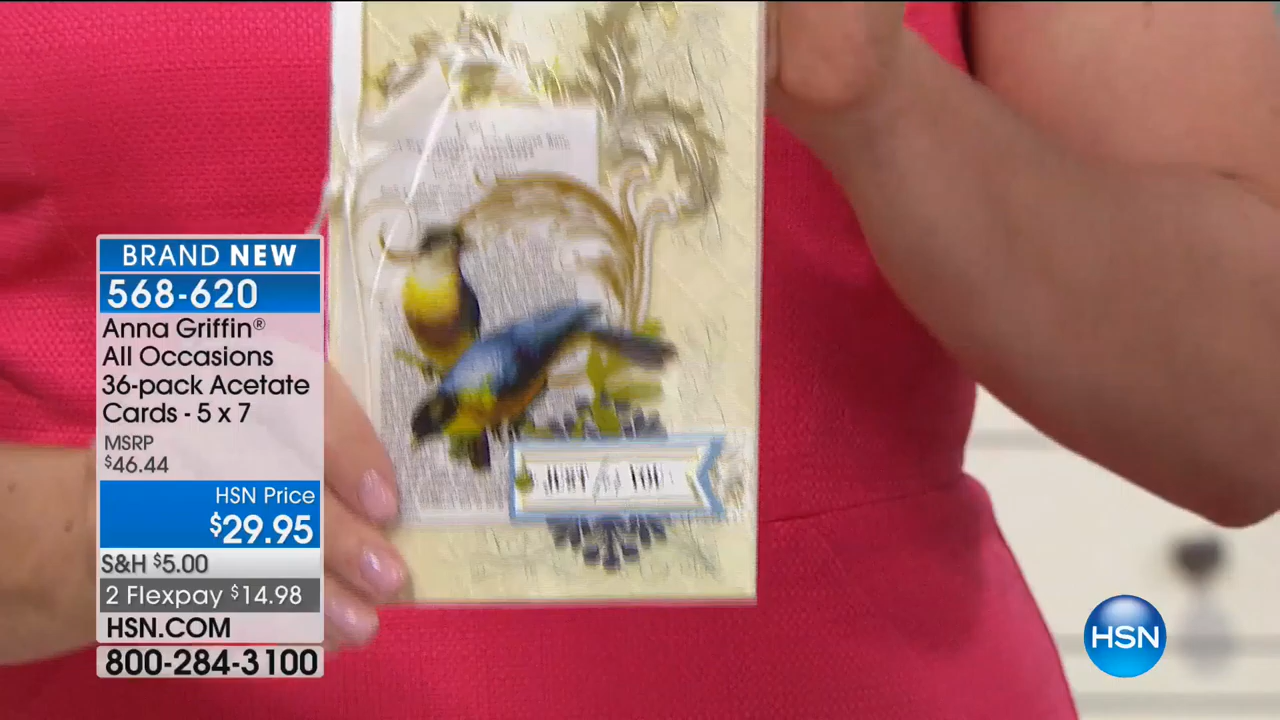 BRAND NEW
568-620
Anna Griffin®
All Occasions
36-pack Acetate
Cards - 5 x 7
MSRP
$46.44
HSN Price
$29.95
S&H $5.00
2 Flexpay $14.98
HSN.COM
800-284-3100
HSN